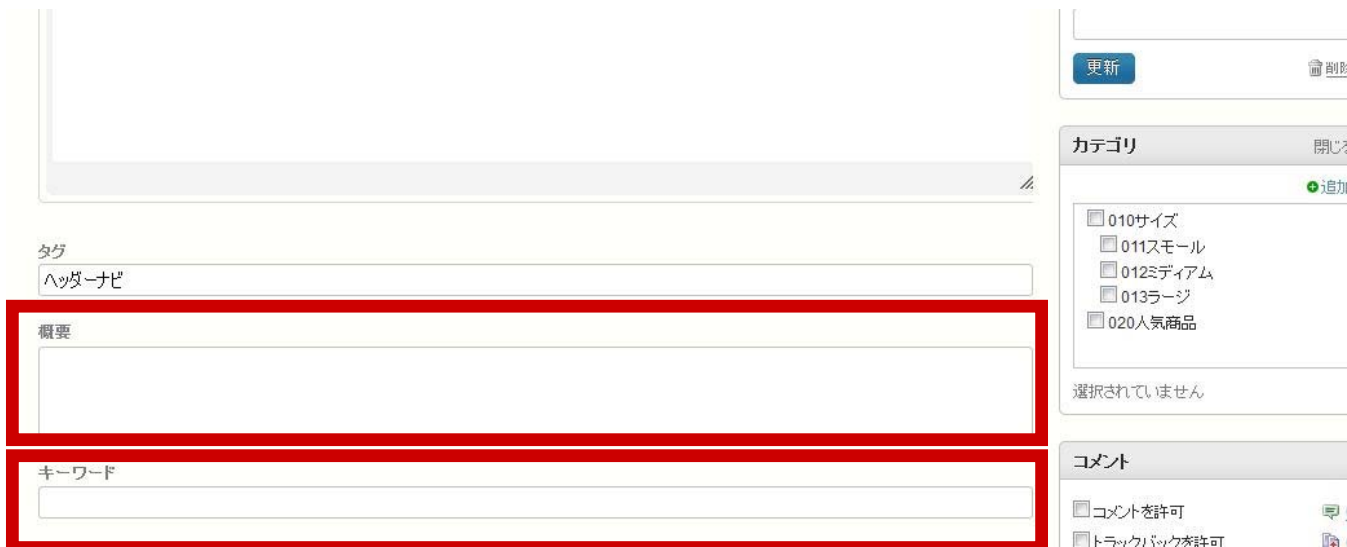 タグ
ヘッダーナビ
概要
キーワード
更新
カテゴリ
閉じ
追加
010サイズ
011スモール
012ミディアム
013ラージ
020人気商品
選択されていません
コメント
コメントを許可
トラックバックを許可